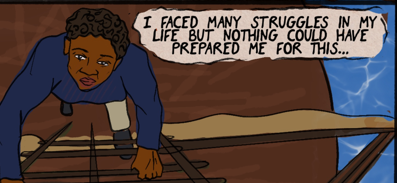 I FACED MANY STRUGGLES IN MY
LIFE BUT NOTHING COULD HAVE
PREPARED ME FOR THIS...